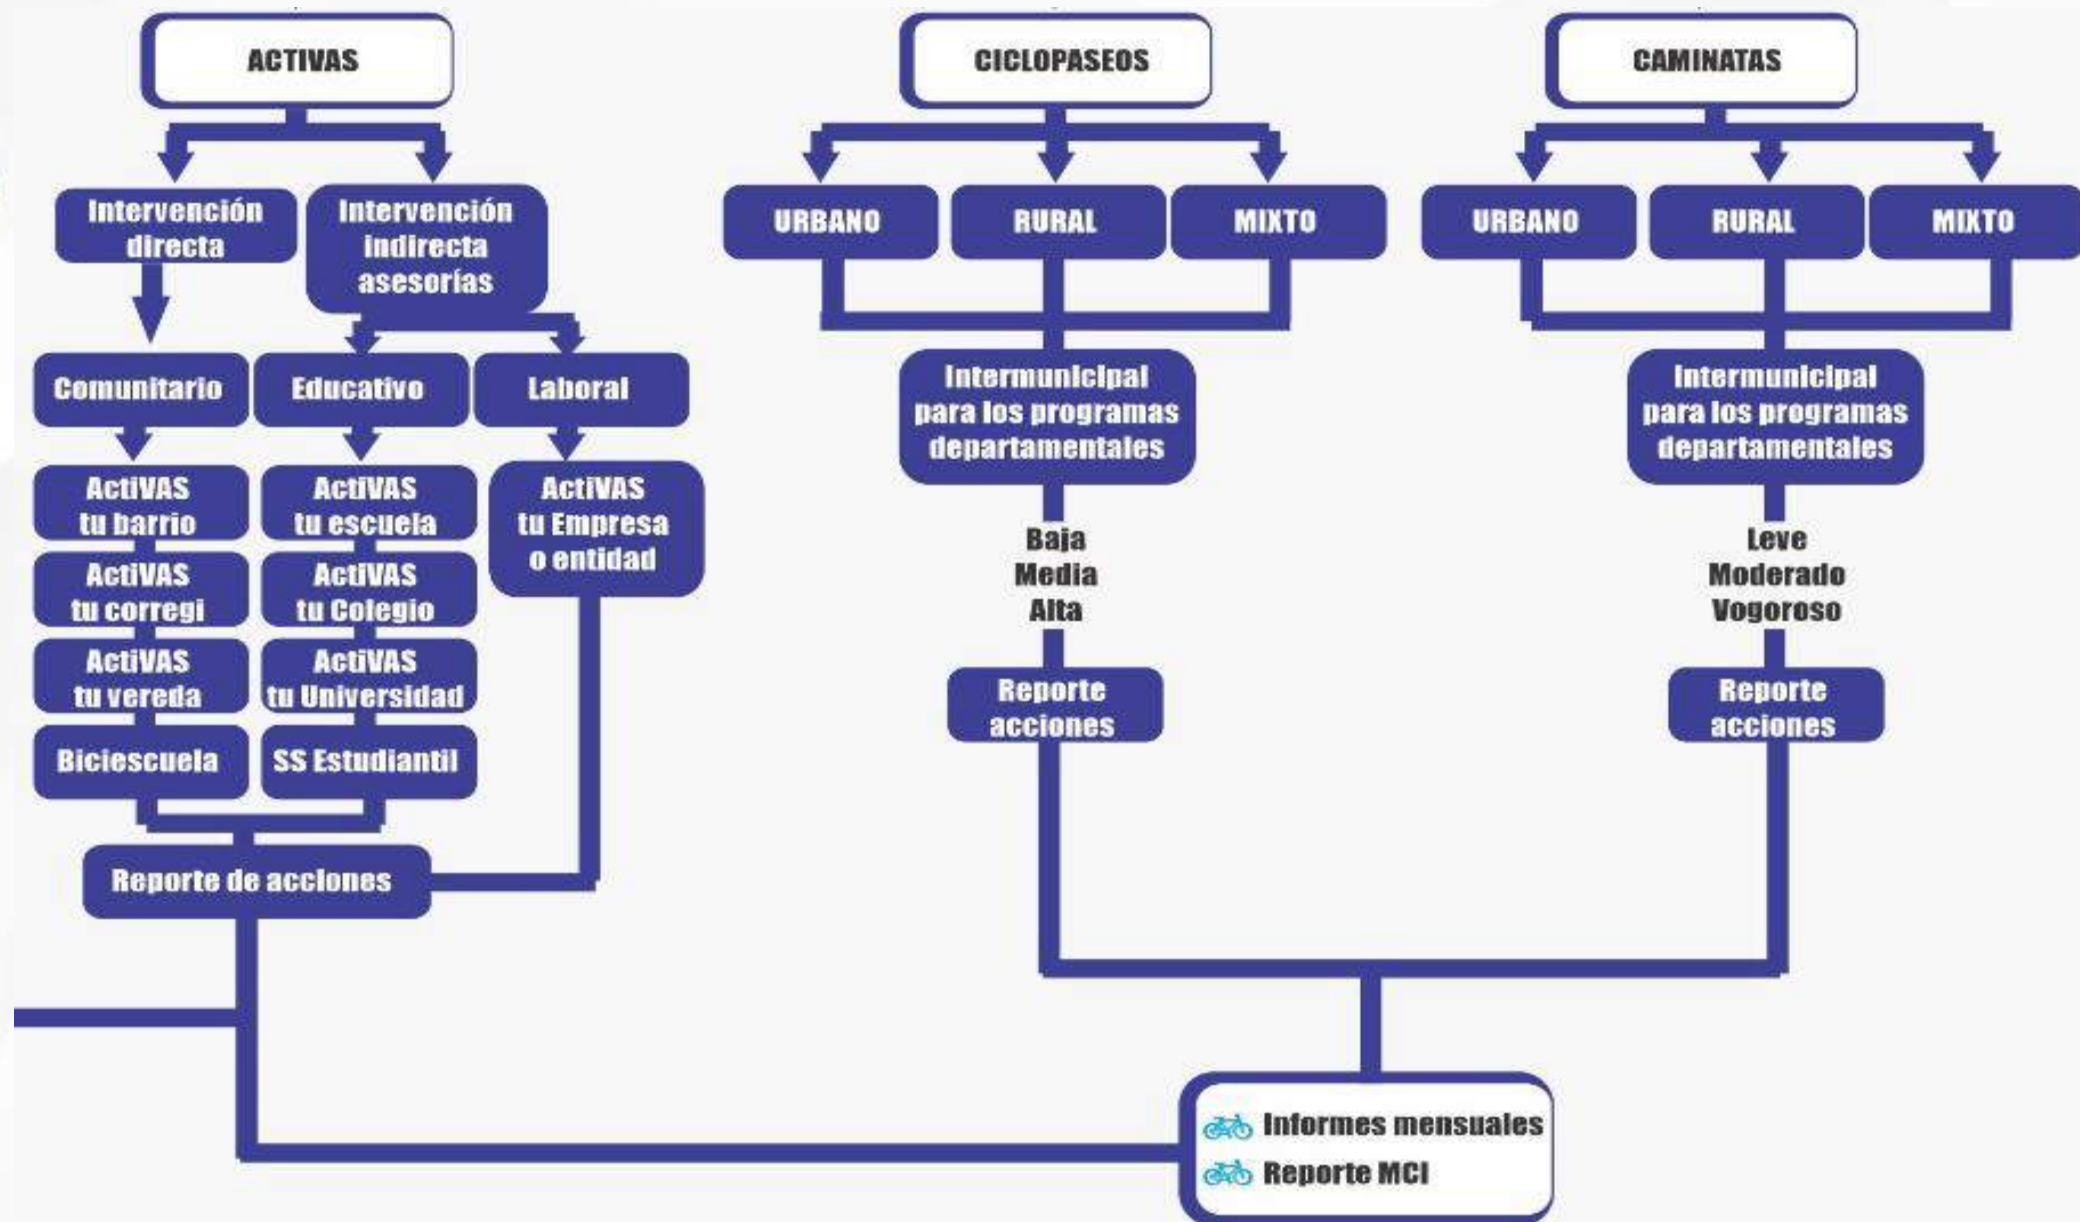 ACTIVAS
Intervención
directa
Intervención
indirecta
asesorías
Comunitario
Educativo
Laboral
ActiVAS
tu barrio
ActiVAS
tu corregi
ActiVAS
tu vereda
Biciescuela
ActiVAS
tu escuela
ActiVAS
tu Colegio
ActiVAS
tu Universidad
SS Estudiantil
ActiVAS
tu Empresa
o entidad
Reporte de acciones
CICLOPASEOS
URBANO
RURAL
MIXTO
Intermunicipal
para los programas
departamentales
Baja
Media
Alta
Reporte
acciones
CAMINATAS
URBANO
RURAL
MIXTO
Intermunicipal
para los programas
departamentales
Leve
Moderado
Vogoroso
Reporte
acciones
Informes mensuales
Reporte MCI